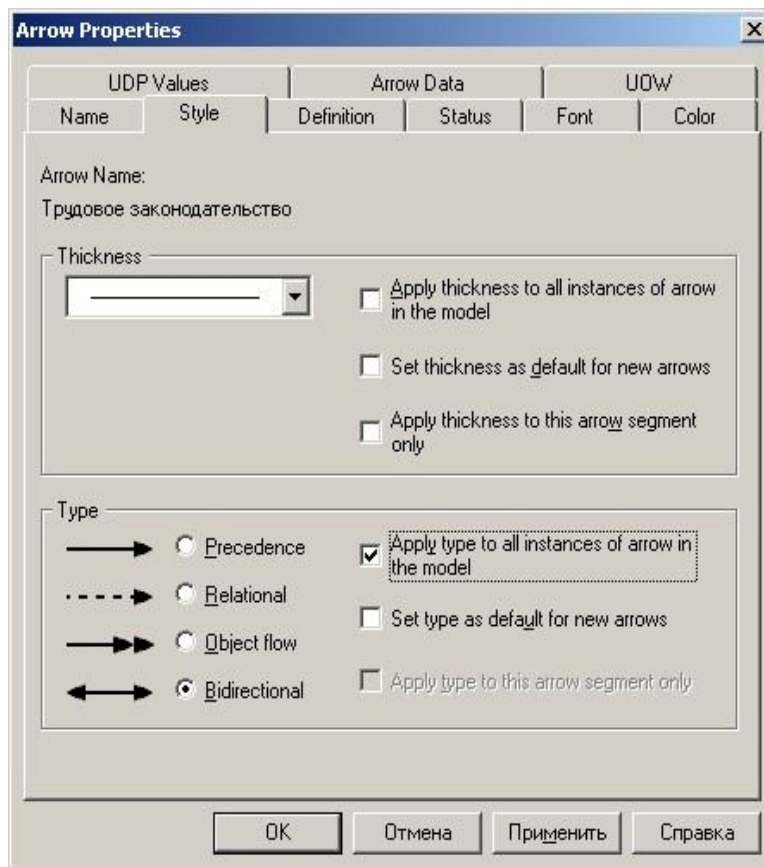 Arrow Properties
UDP Values Arrow Data UOW
Name Style Definition Status Font Color
Arrow Name:
Трудовое законодательство
Thickness
Apply thickness to all instances of arrow
in the model
Set thickness as default for new arrows
Apply thickness to this arrow segment
only
Type
Precedence
Relational
Object flow
Bidirectional
Apply type to all instances of arrow in
the model
Set type as default for new arrows
Apply type to this arrow segment only
OK Отмена Применить Справка